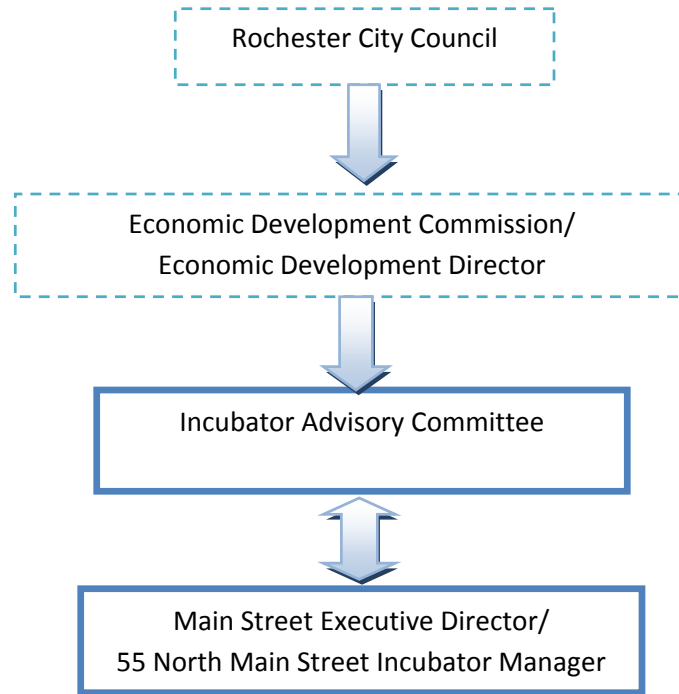 Rochester City Council
Economic Development Commission/
Economic Development Director
Incubator Advisory Committee
Main Street Executive Director/
55 North Main Street Incubator Manager